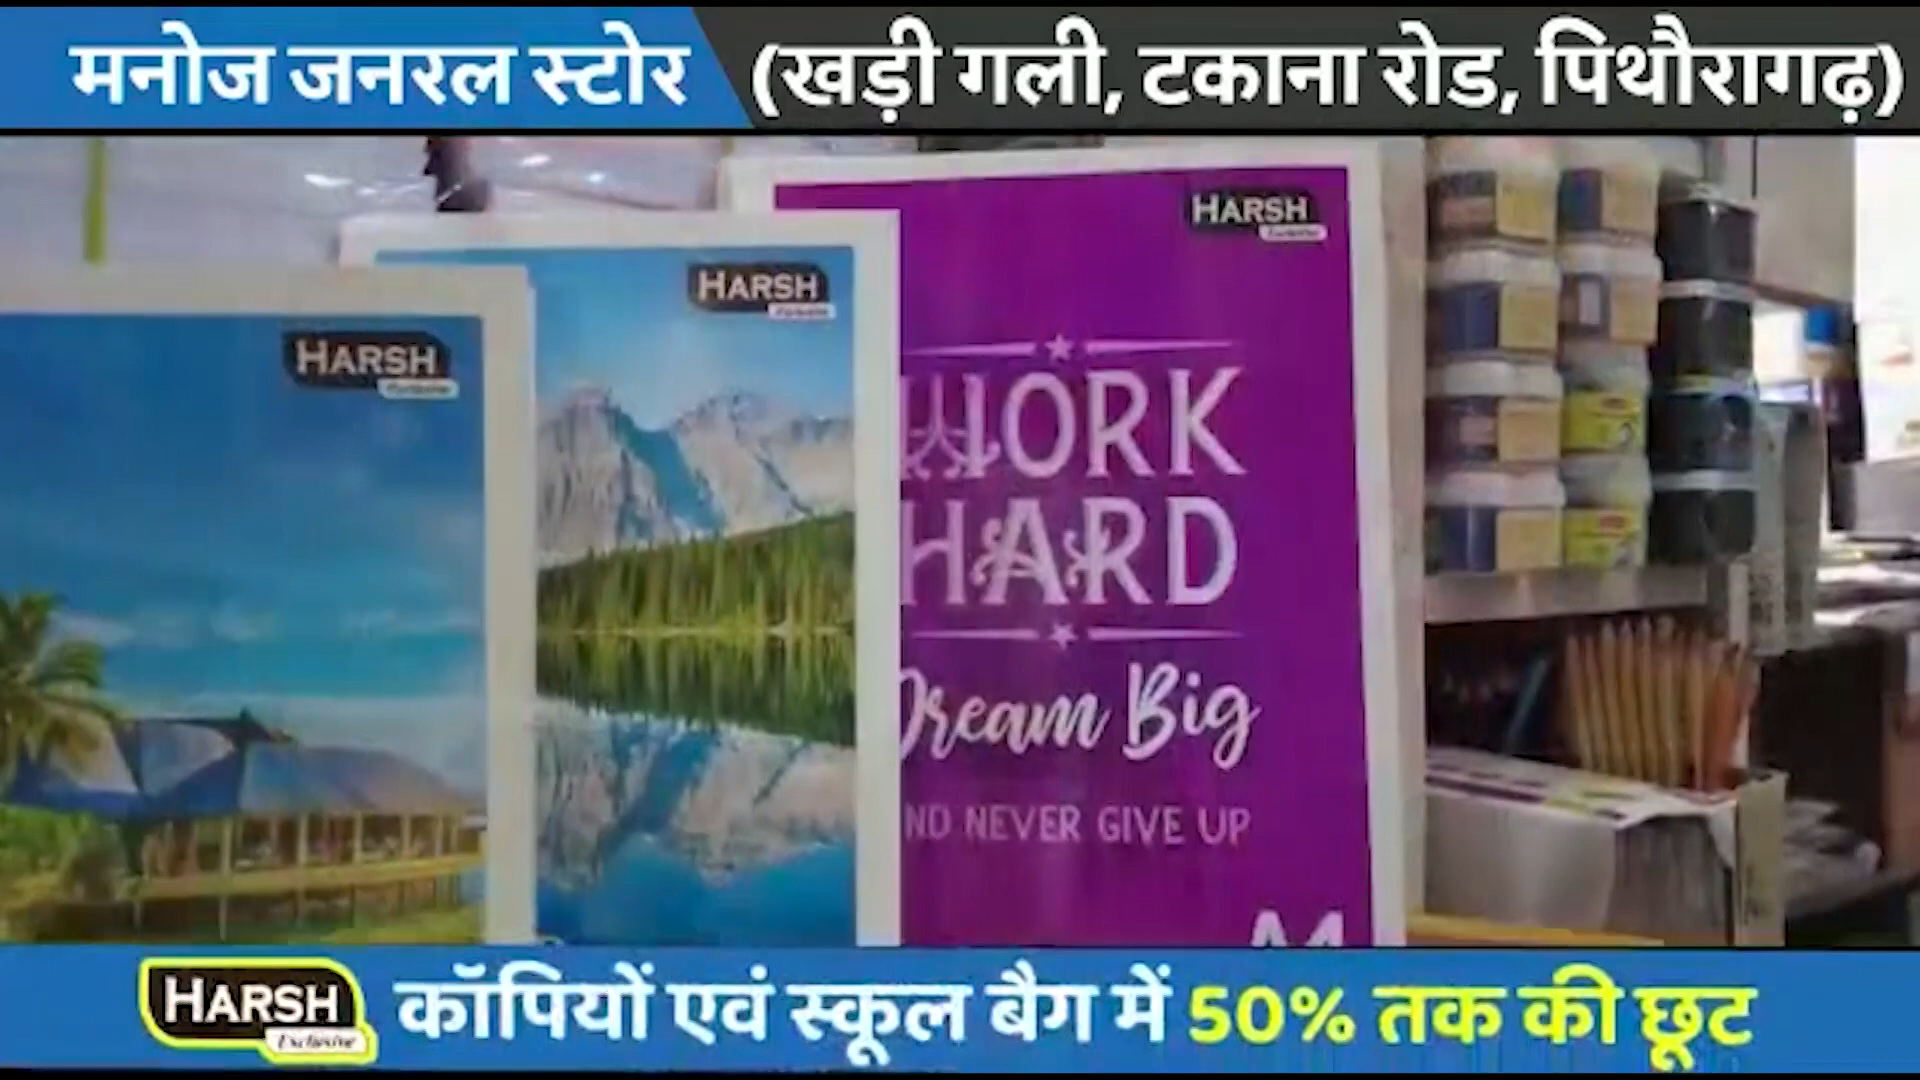 मनोज जनरल स्टोर (खड़ी गली, टकाना रोड, पिथौरागढ़)
HARSH
HARSH
HARSH
WORK
HARD
Dream Big
ND NEVER GIVE UP
HARSH
Exclusive
कॉपियों एवं स्कूल बैग में 50% तक की छूट